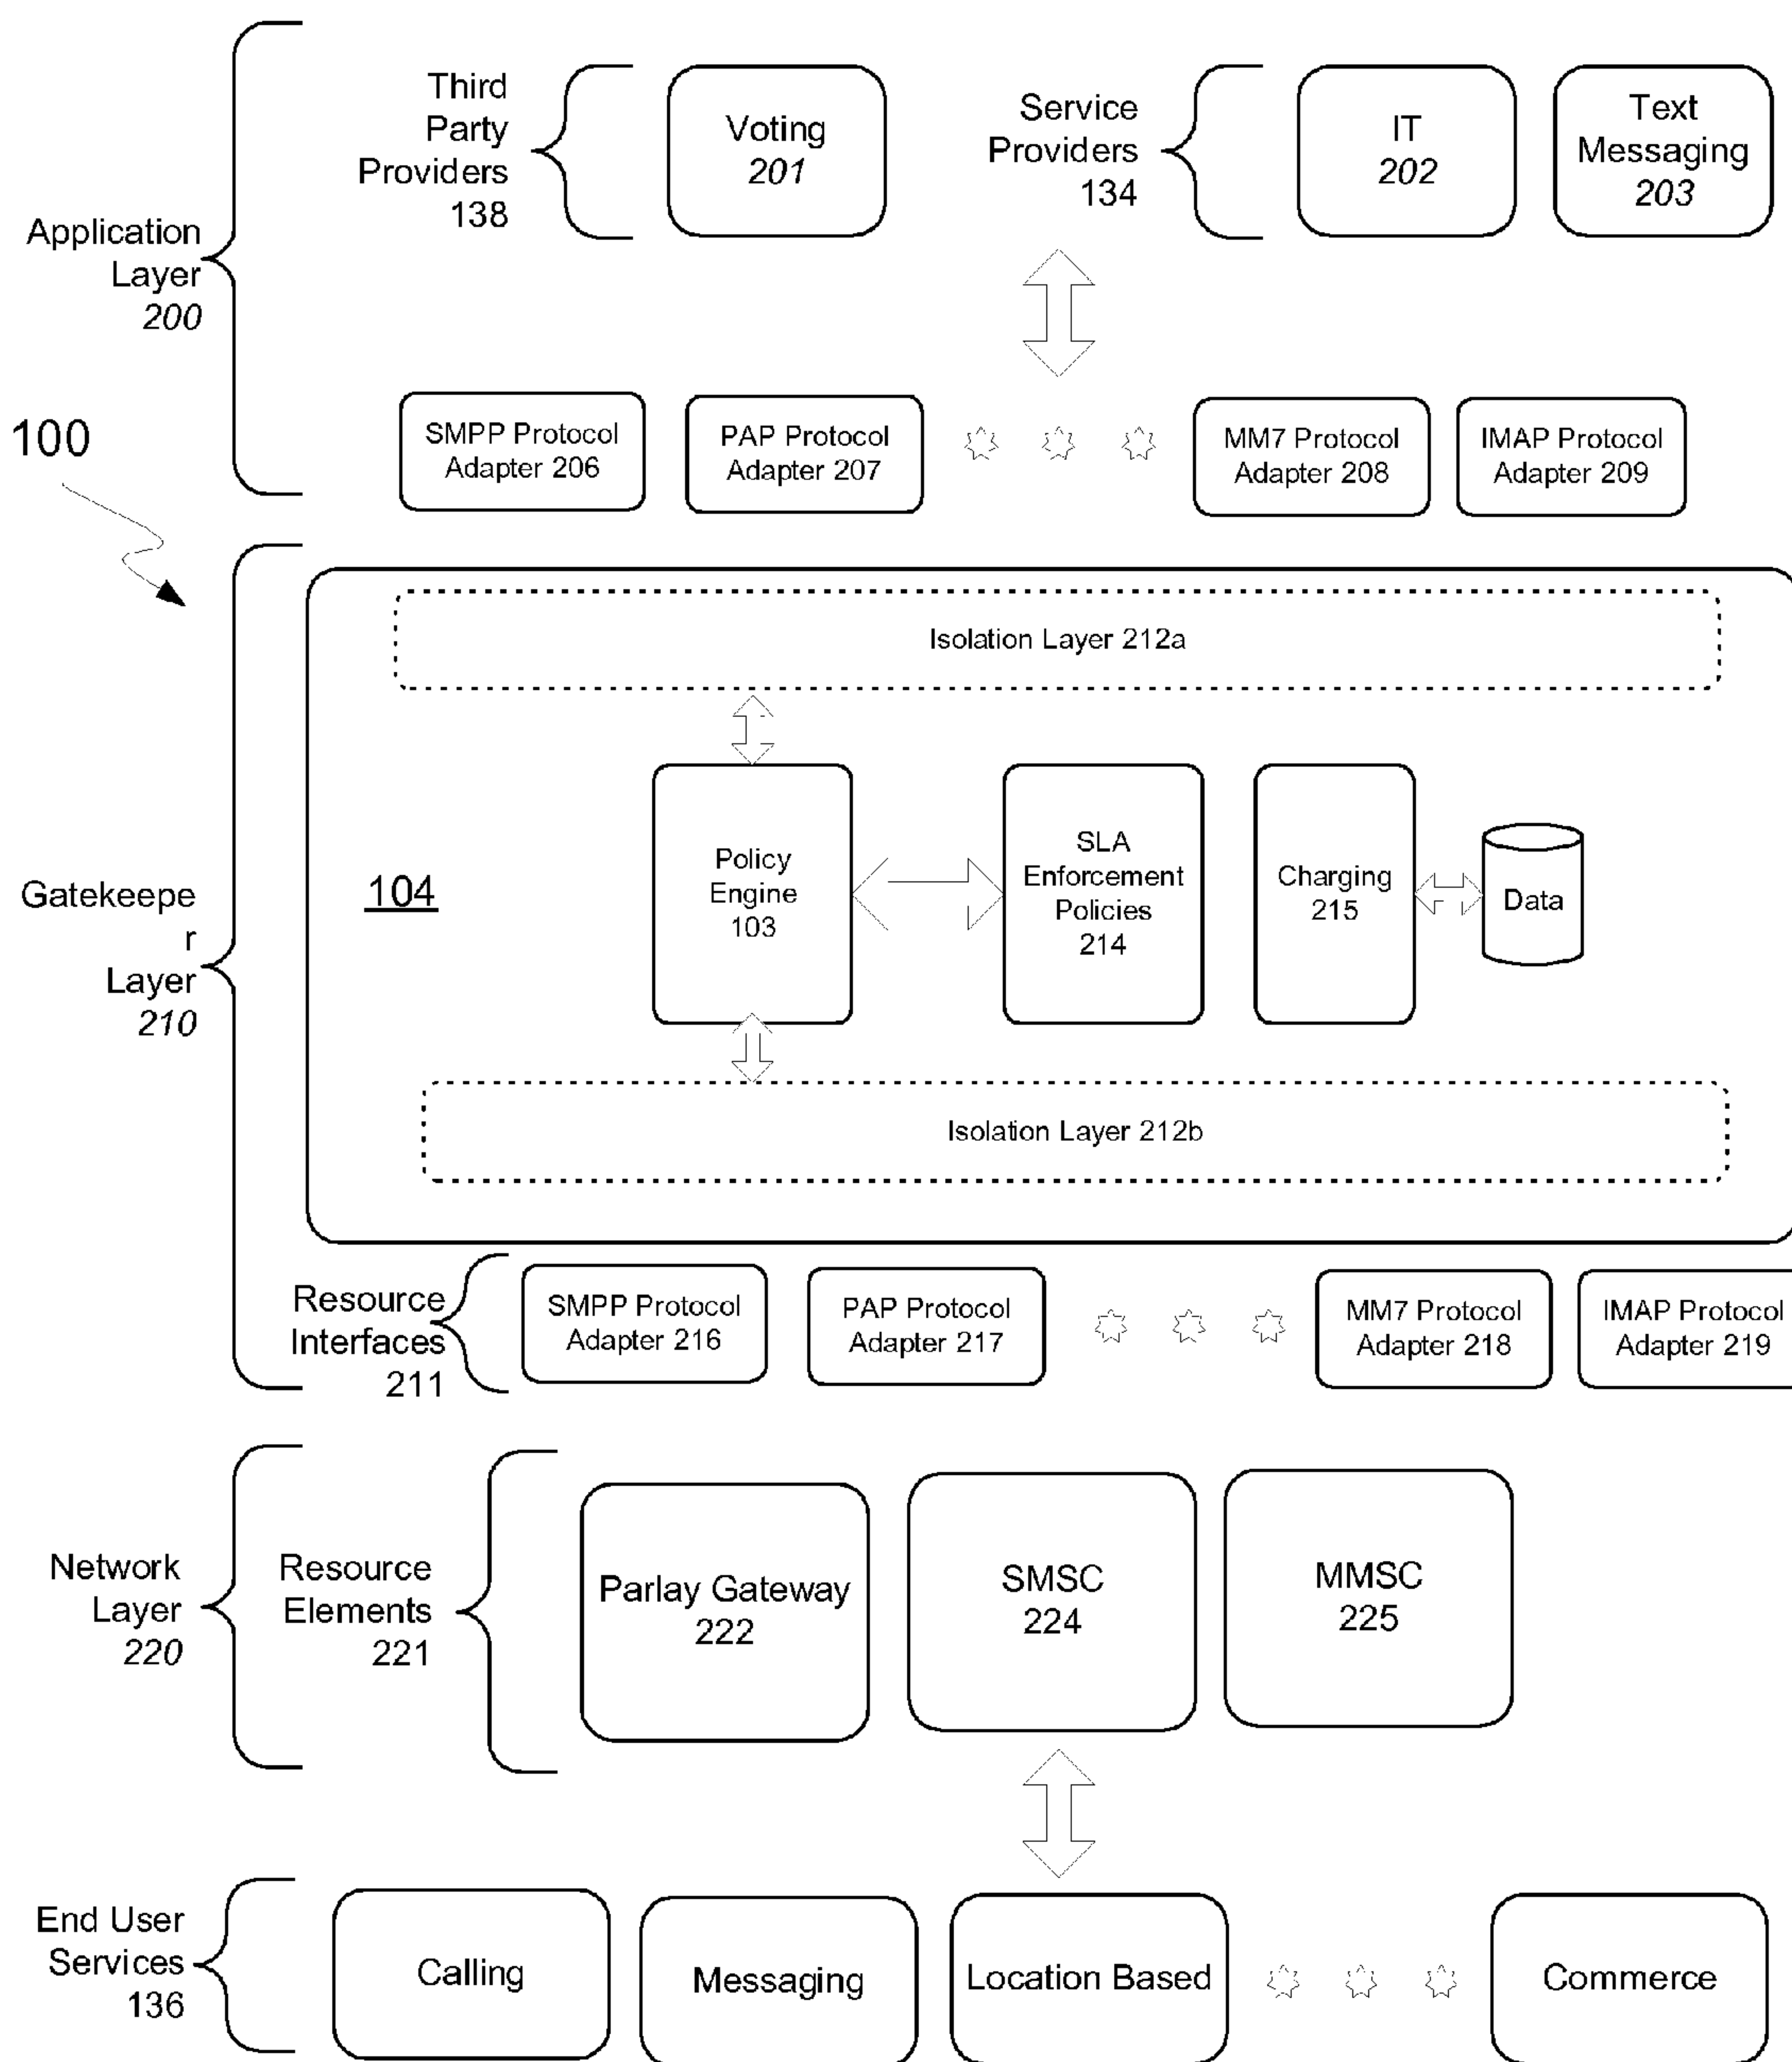 Third
Party
Providers
138
Voting
201
Service
Providers
134
IT
202
Text
Messaging
203
Application
Layer
200
100
SMPP Protocol
Adapter 206
PAP Protocol
Adapter 207
MM7 Protocol
Adapter 208
IMAP Protocol
Adapter 209
Gatekeepe
r
Layer
210
Isolation Layer 212a
104
Policy
Engine
103
SLA
Enforcement
Policies
214
Charging
215
Data
Isolation Layer 212b
Resource
Interfaces
211
SMPP Protocol
Adapter 216
PAP Protocol
Adapter 217
MM7 Protocol
Adapter 218
IMAP Protocol
Adapter 219
Network
Layer
220
Resource
Elements
221
Parlay Gateway
222
SMSC
224
MMSC
225
End User
Services
136
Calling
Messaging
Location Based
Commerce